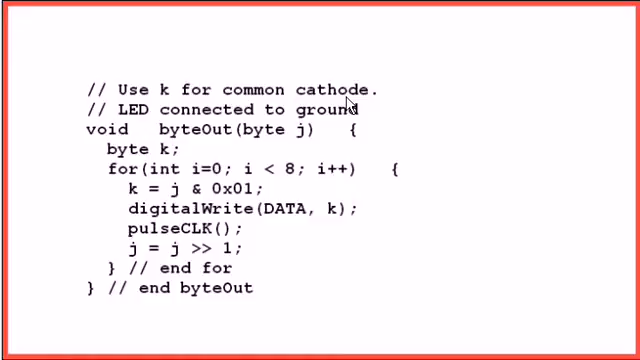 // Use k for common cathode.
// LED connected to ground
void   byteOut(byte j)   {
  byte k;
  for(int i=0; i < 8; i++)   {
    k = j & 0x01;
    digitalWrite(DATA, k);
    pulseCLK();
    j = j >> 1;
  } // end for
} // end byteOut